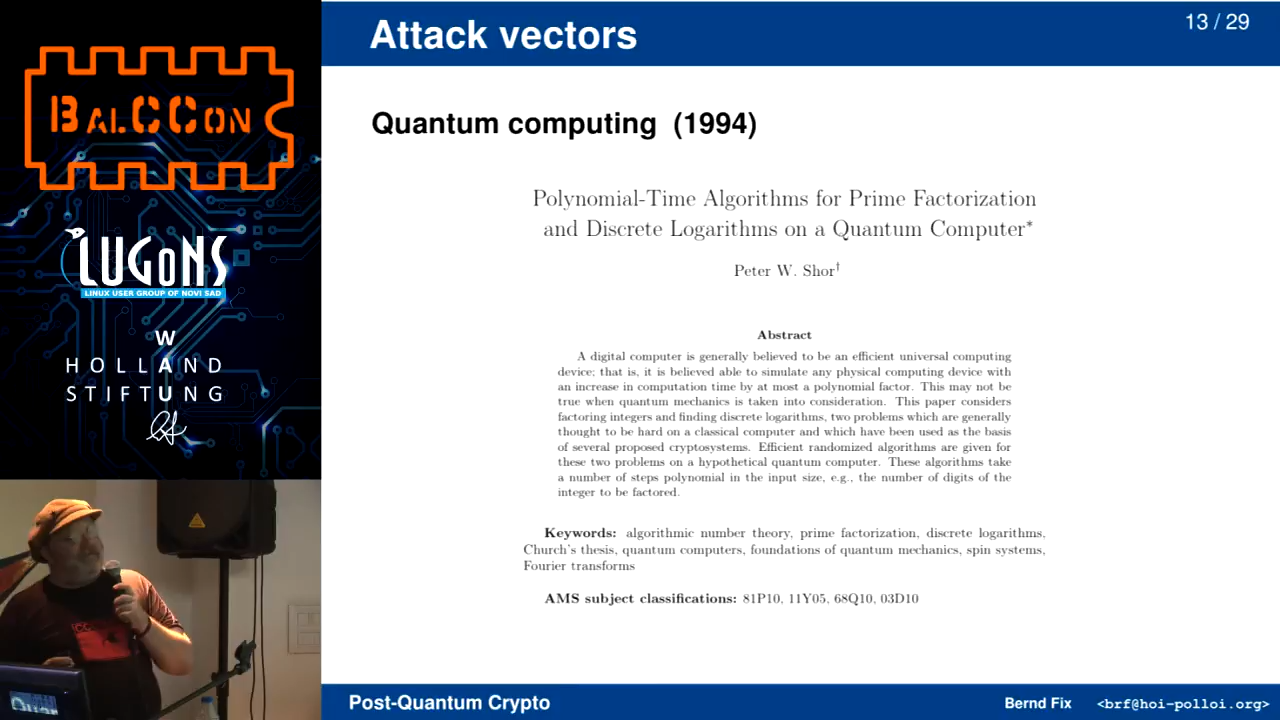 BALCCON
LUGONS
LINUX USER GROUP OF NOVI SAD
W
HOLLAND
U
STIFTUNG
Attack vectors
13 / 29
Quantum computing (1994)
Polynomial-Time Algorithms for Prime Factorization
and Discrete Logarithms on a Quantum Computer*
Peter W. Shor†
Abstract
A digital computer is generally believed to be an efficient universal computing
device; that is, it is believed able to simulate any physical computing device with
an increase in computation time by at most a polynomial factor. This may not be
true when quantum mechanics is taken into consideration. This paper considers
factoring integers and finding discrete logarithms, two problems which are generally
thought to be hard on a classical computer and which have been used as the basis
of several proposed cryptosystems. Efficient randomized algorithms are given for
these two problems on a hypothetical quantum computer. These algorithms take
a number of steps polynomial in the input size, e.g., the number of digits of the
integer to be factored.
Keywords: algorithmic number theory, prime factorization, discrete logarithms,
Church's thesis, quantum computers, foundations of quantum mechanics, spin systems,
Fourier transforms
AMS subject classifications: 81P10, 11Y05, 68Q10, 03D10
Post-Quantum Crypto
Bernd Fix <brf@hoi-polloi.org>